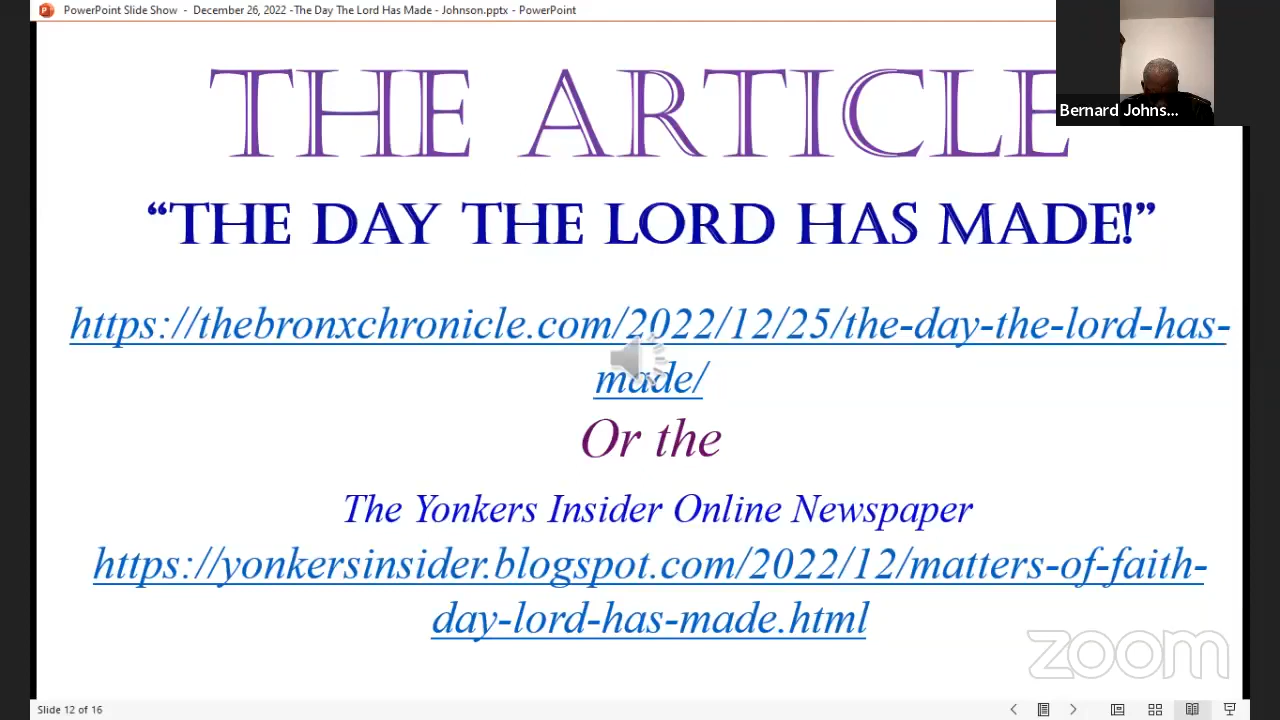 PowerPoint Slide Show - December 26, 2022 -The Day The Lord Has Made - Johnson.pptx - PowerPoint
THE ARTICLE
Bernard Johns...
“THE DAY THE LORD HAS MADE!”
https://thebronxchronicle.com/2022/12/25/the-day-the-lord-has-
made/
Or the
The Yonkers Insider Online Newspaper
https://yonkersinsider.blogspot.com/2022/12/matters-of-faith-
day-lord-has-made.html
zoom
Slide 12 of 16